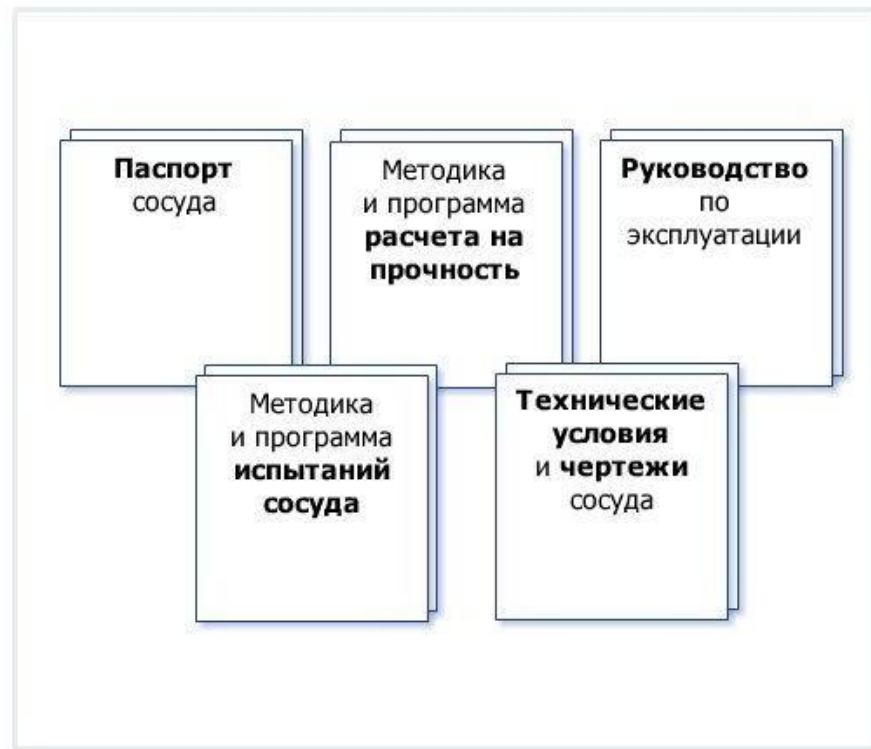 Паспорт
сосуда
Методика
и программа
расчета на
прочность
Руководство
по
эксплуатации
Методика
и программа
испытаний
сосуда
Технические
условия
и чертежи
сосуда